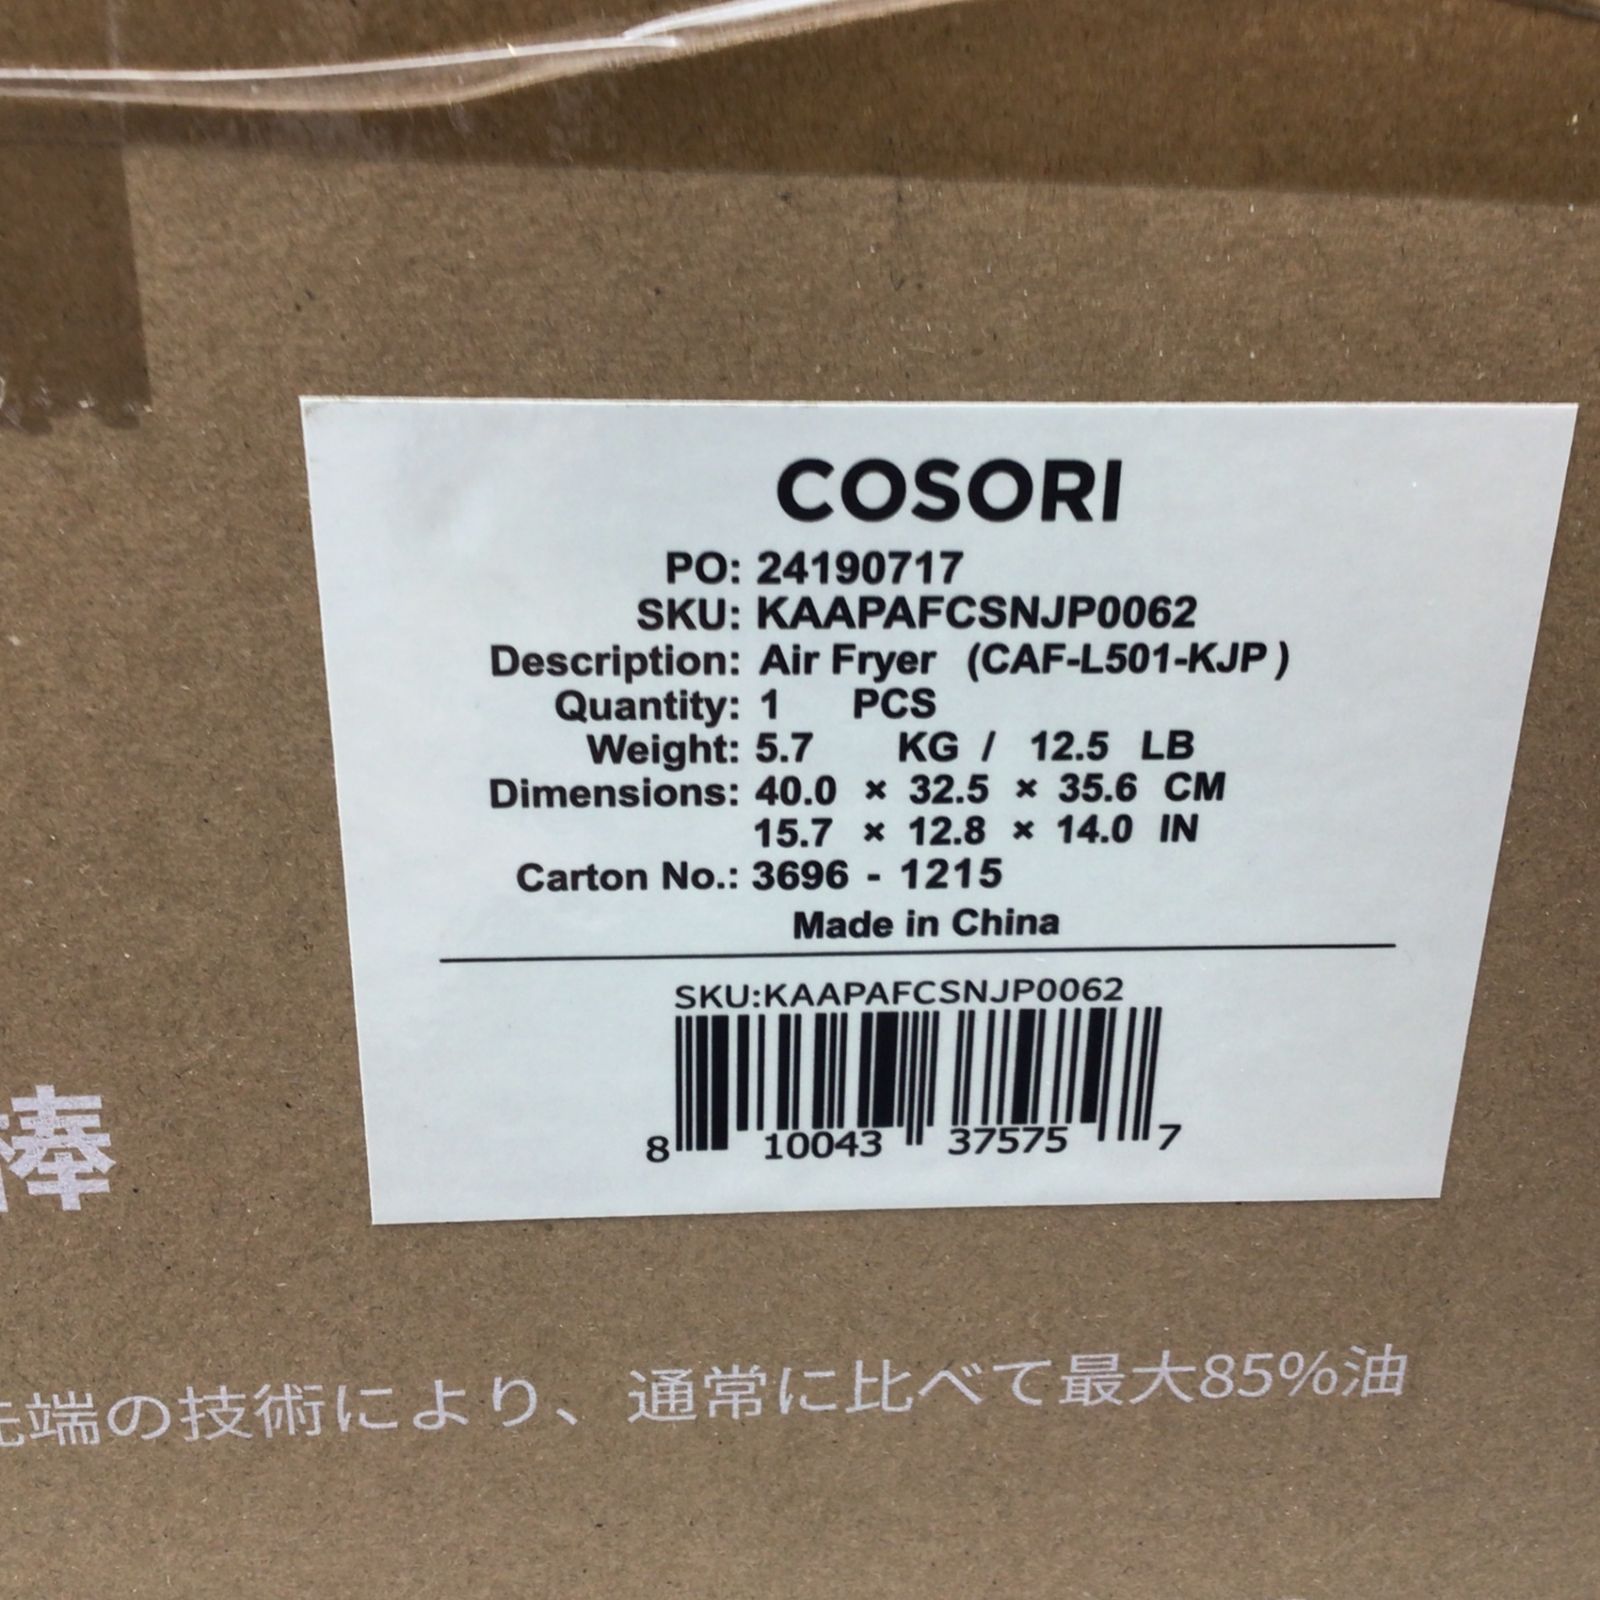 COSORI
PO: 24190717
SKU: KAAPAFCSNJP0062
Description: Air Fryer (CAF-L501-KJP )
Quantity: 1 PCS
Weight: 5.7 KG / 12.5 LB
Dimensions: 40.0 × 32.5 × 35.6 CM
15.7 × 12.8 × 14.0 IN
Carton No.: 3696 - 1215
Made in China
SKU:KAAPAFCSNJP0062
8 10043 37575 7
棒
先端の技術により、通常に比べて最大85%油